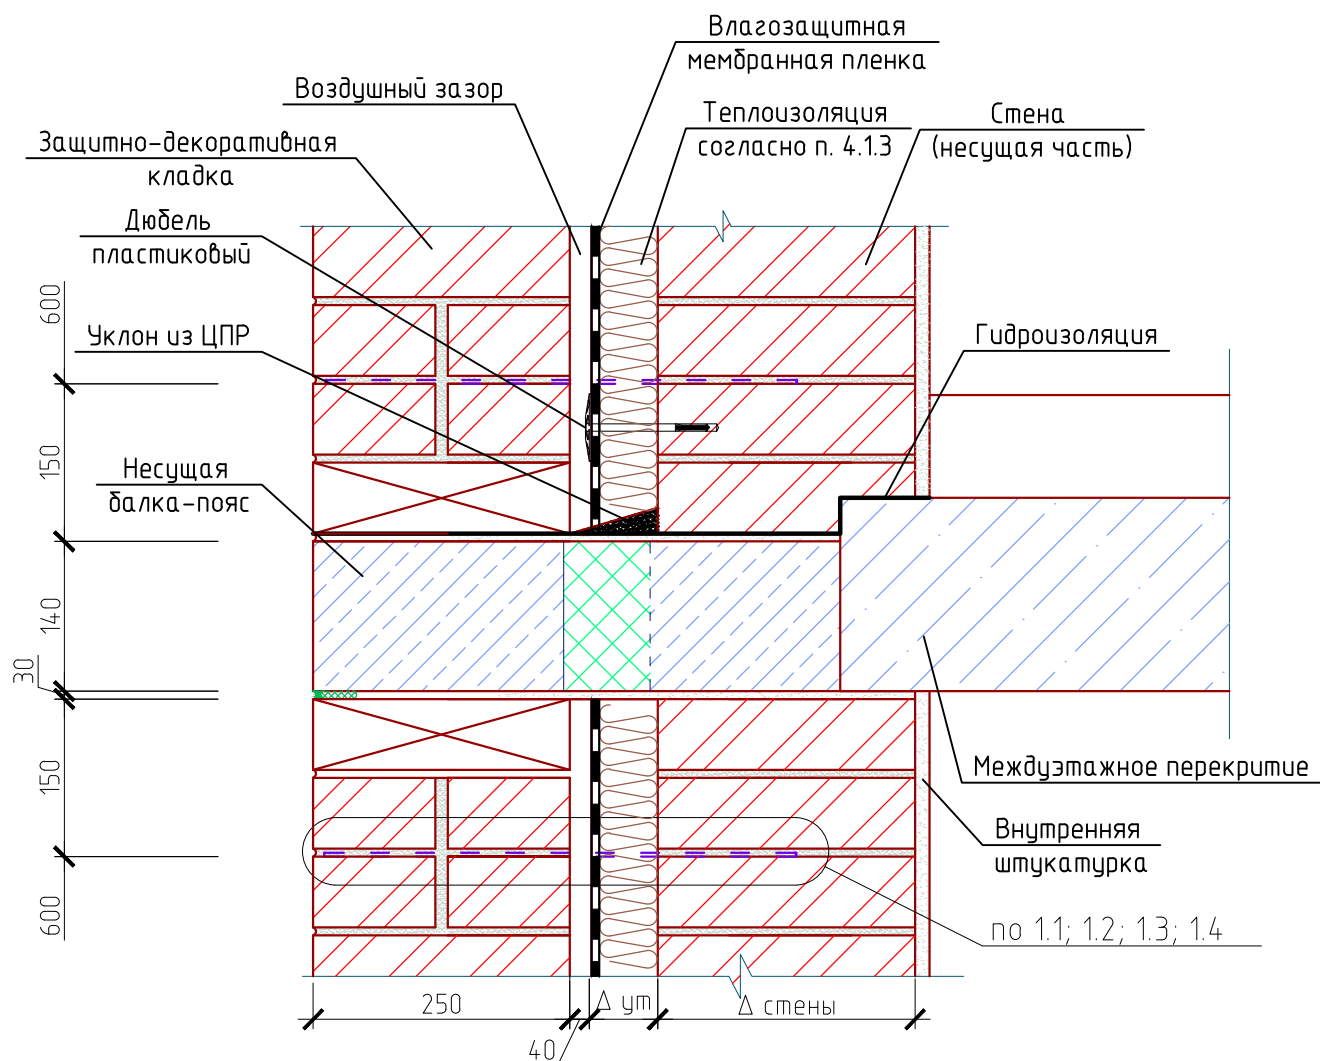 Влагозащитная
мембранная пленка
Воздушный зазор
Теплоизоляция
согласно п. 4.1.3
Стена
(несущая часть)
Защитно-декоративная
кладка
Дюбель
пластиковый
600
Уклон из ЦПР
Гидроизоляция
150
Несущая
балка-пояс
140
30
150
Междуэтажное перекритие
Внутренняя
штукатурка
600
по 1.1; 1.2; 1.3; 1.4
250
40
Δ ут
Δ стены